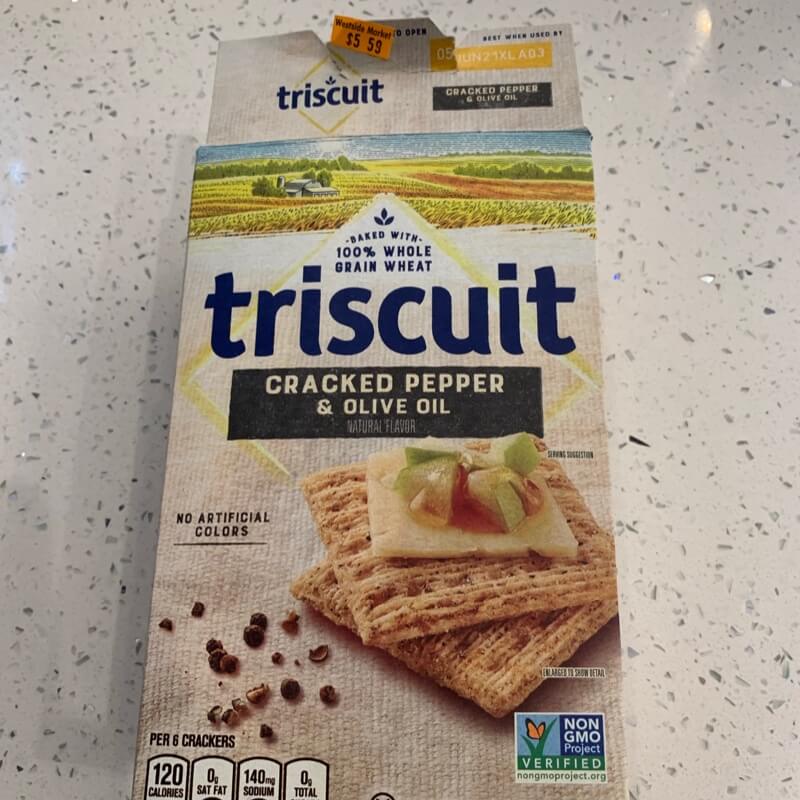 Westside Market
$5 59
TO OPEN
BEST WHEN USED BY
05JUN21XLA03
triscuit
CRACKED PEPPER
& OLIVE OIL
-BAKED WITH-
100% WHOLE
GRAIN WHEAT
triscuit
CRACKED PEPPER
& OLIVE OIL
NATURAL FLAVOR
SERVING SUGGESTION
NO ARTIFICIAL
COLORS
ENLARGED TO SHOW DETAIL
NON
GMO
Project
VERIFIED
nongmoproject.org
PER 6 CRACKERS
120
CALORIES
0g
SAT FAT
140mg
SODIUM
0g
TOTAL